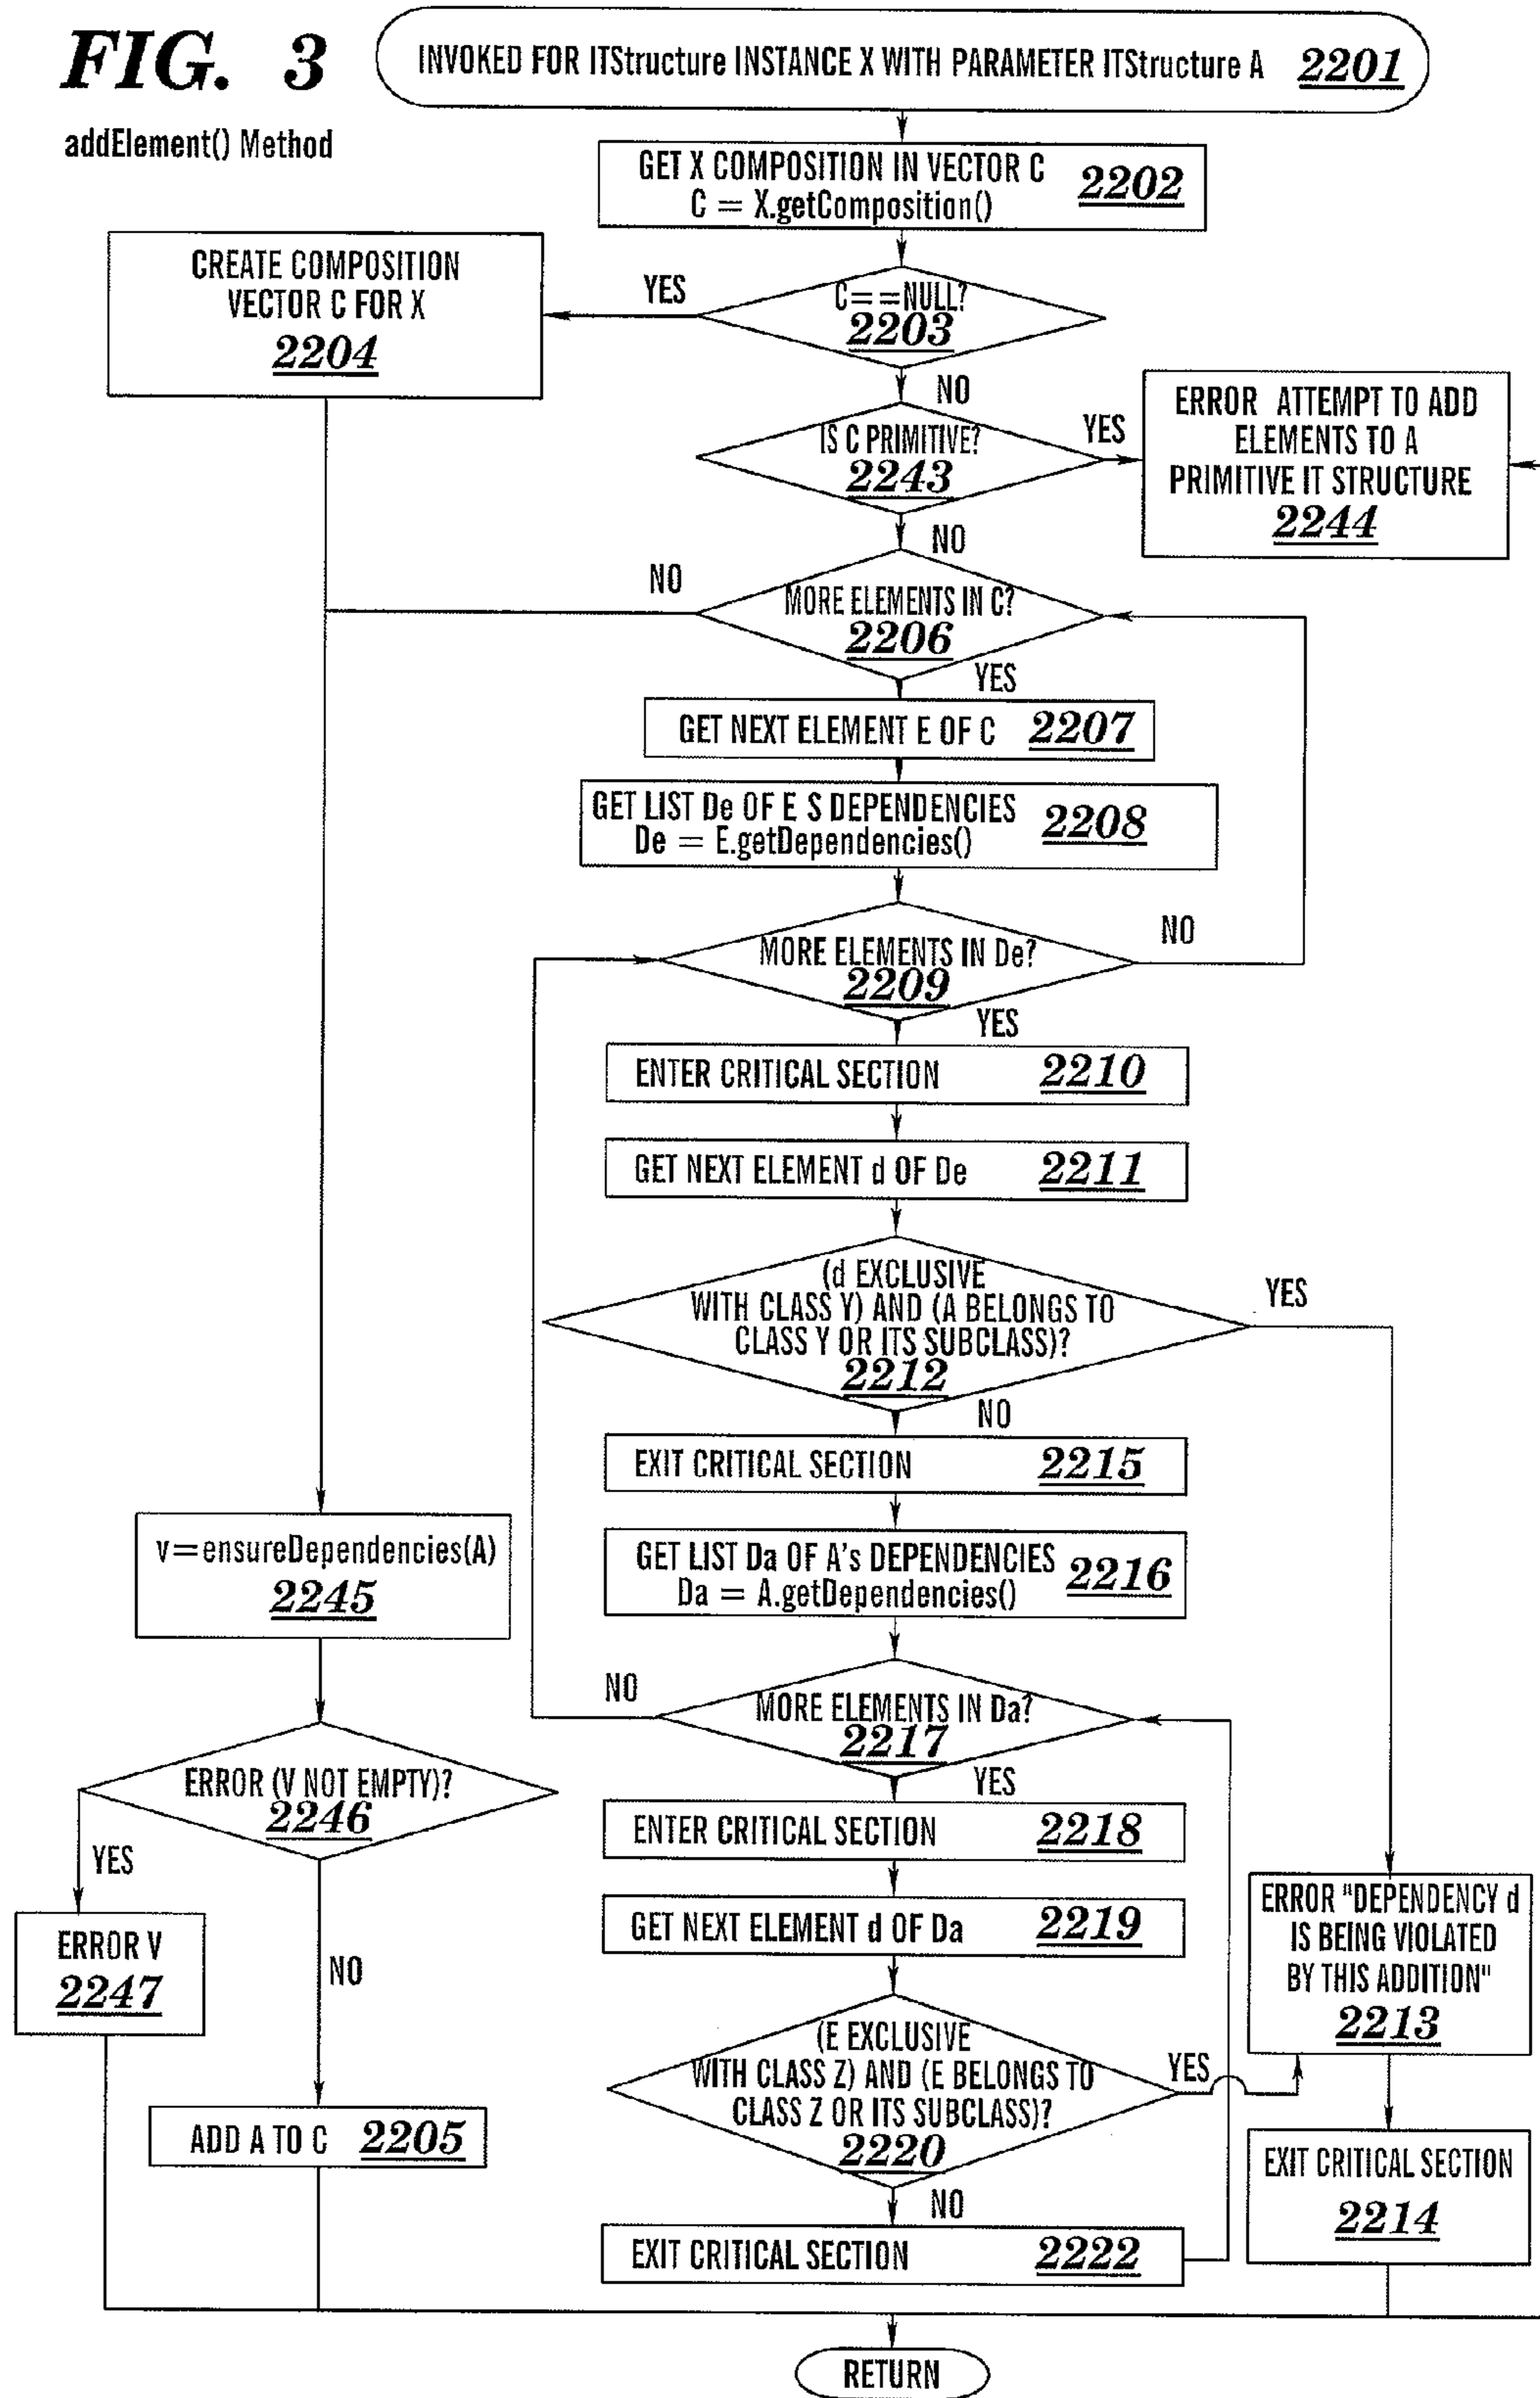 FIG. 3
addElement() Method
INVOKED FOR ITStructure INSTANCE X WITH PARAMETER ITStructure A 2201
GET X COMPOSITION IN VECTOR C
C = X.getComposition()
2202
CREATE COMPOSITION
VECTOR C FOR X
2204
YES
C==NULL?
2203
NO
IS C PRIMITIVE?
2243
YES
ERROR ATTEMPT TO ADD
ELEMENTS TO A
PRIMITIVE IT STRUCTURE
2244
NO
NO
MORE ELEMENTS IN C?
2206
YES
GET NEXT ELEMENT E OF C 2207
GET LIST De OF E S DEPENDENCIES
De = E.getDependencies()
2208
MORE ELEMENTS IN De?
2209
NO
YES
ENTER CRITICAL SECTION 2210
GET NEXT ELEMENT d OF De 2211
(d EXCLUSIVE
WITH CLASS Y) AND (A BELONGS TO
CLASS Y OR ITS SUBCLASS)?
2212
YES
NO
EXIT CRITICAL SECTION 2215
v=ensureDependencies(A)
2245
GET LIST Da OF A's DEPENDENCIES
Da = A.getDependencies()
2216
NO
MORE ELEMENTS IN Da?
2217
YES
ERROR (V NOT EMPTY)?
2246
ENTER CRITICAL SECTION 2218
YES
GET NEXT ELEMENT d OF Da 2219
ERROR "DEPENDENCY d
IS BEING VIOLATED
BY THIS ADDITION"
2213
ERROR V
2247
NO
(E EXCLUSIVE
WITH CLASS Z) AND (E BELONGS TO
CLASS Z OR ITS SUBCLASS)?
2220
YES
ADD A TO C 2205
NO
EXIT CRITICAL SECTION
2214
EXIT CRITICAL SECTION 2222
RETURN